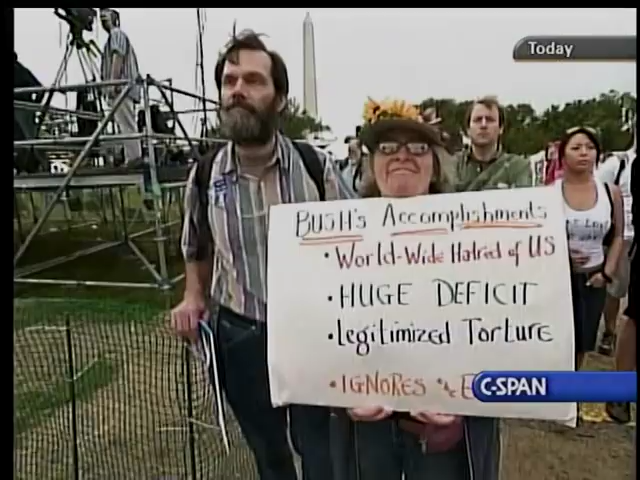 Today
BUSH'S Accomplishments
• World-Wide Hatred of US
• HUGE DEFICIT
• Legitimized Torture
• IGNORES
C-SPAN